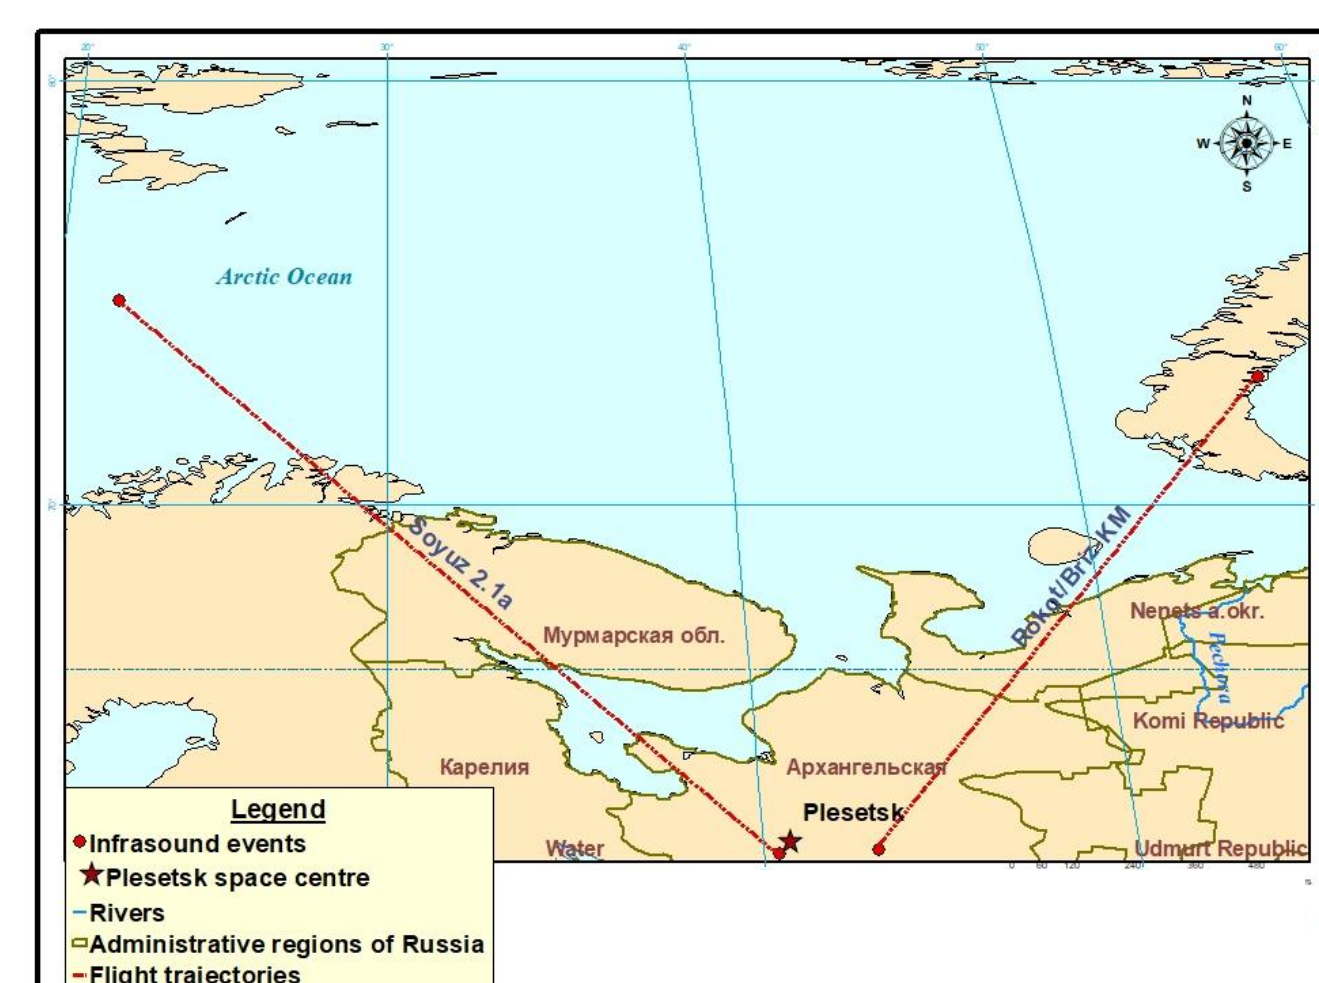 20° 30° 40° 50° 60°
80°
N
W E
S
Arctic Ocean
70°
Soyuz 2.1a
Rokot/Briz-KM
Мурмарская обл.
Nenets a.okr.
Pechora
Komi Republic
Карелия
Архангельская
Plesetsk
Water
Udmurt Republic
0 60 120 240 360 480
Legend
Infrasound events
Plesetsk space centre
Rivers
Administrative regions of Russia
Flight trajectories